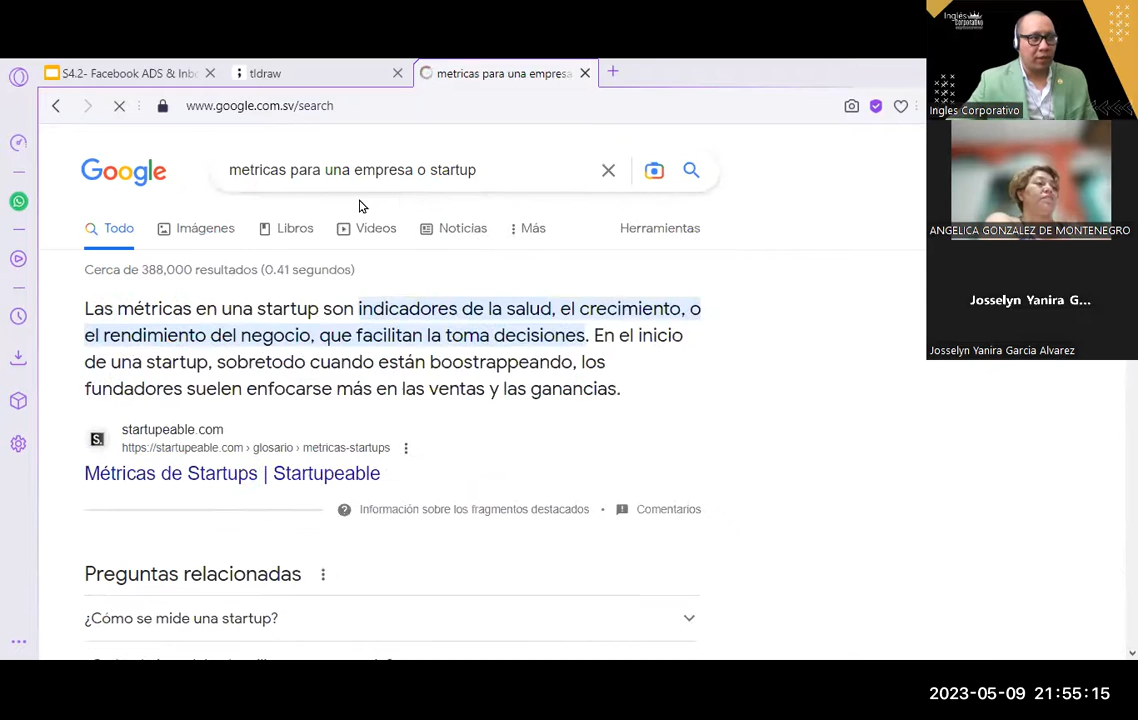 S4.2- Facebook ADS & Inb
tldraw
metricas para una empresa
www.google.com.sv/search
Google
metricas para una empresa o startup
Todo
Imágenes
Libros
Videos
Noticias
Más
Herramientas
Cerca de 388,000 resultados (0.41 segundos)
Las métricas en una startup son indicadores de la salud, el crecimiento, o
el rendimiento del negocio, que facilitan la toma decisiones. En el inicio
de una startup, sobretodo cuando están boostrappeando, los
fundadores suelen enfocarse más en las ventas y las ganancias.
S.
startupeable.com
https://startupeable.com › glosario › metricas-startups
Métricas de Startups | Startupeable
Información sobre los fragmentos destacados • Comentarios
Preguntas relacionadas
¿Cómo se mide una startup?
Inglés
Corporativo
Ingles Corporativo
ANGELICA GONZALEZ DE MONTENEGRO
Josselyn Yanira G...
Josselyn Yanira Garcia Alvarez
2023-05-09 21:55:15